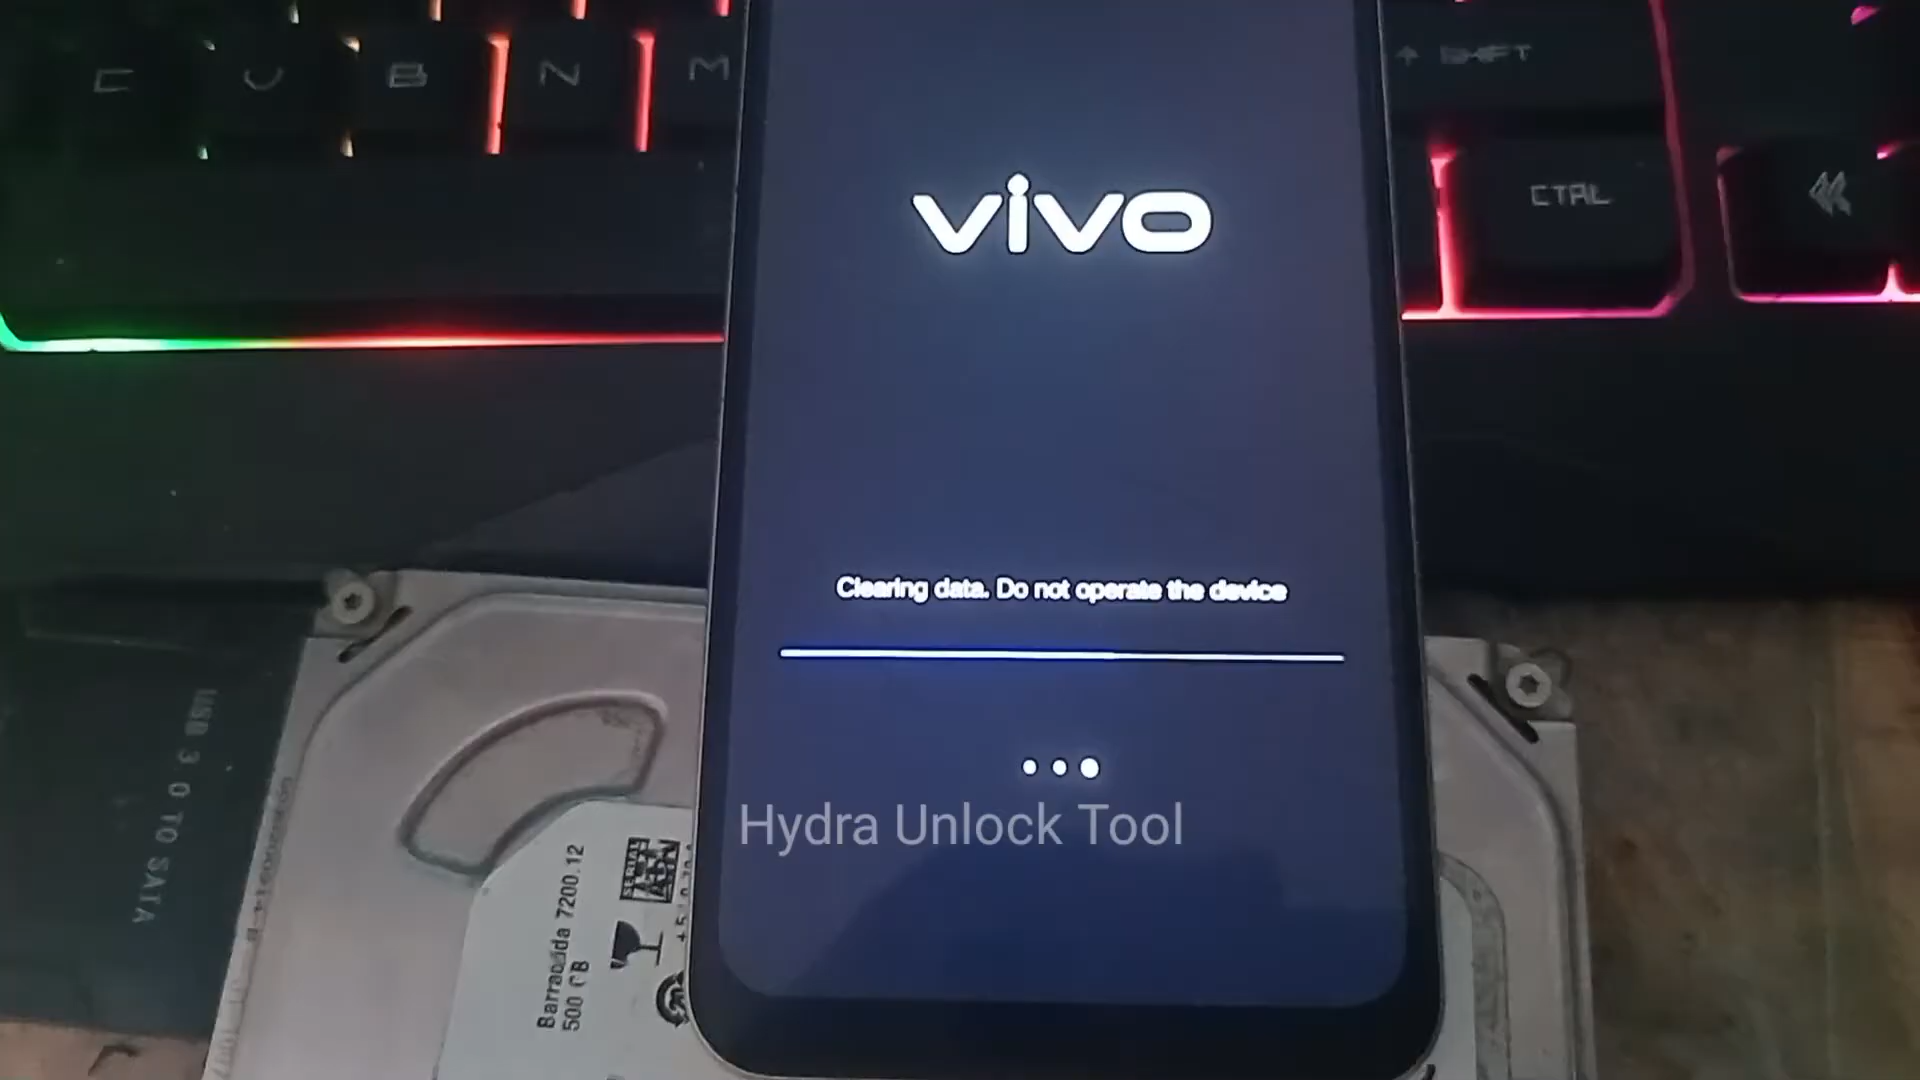 C V B N M
↑ SHIFT
CTRL
vivo
Clearing data. Do not operate the device
Hydra Unlock Tool
USB 3 0 TO SATA
Barracuda 7200.12
500 GB
SERIAL